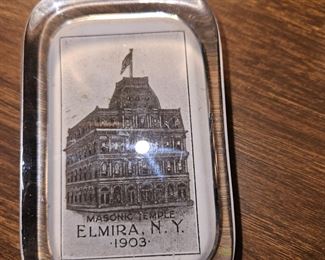 MASONIC TEMPLE
ELMIRA, N.Y.
·1903·